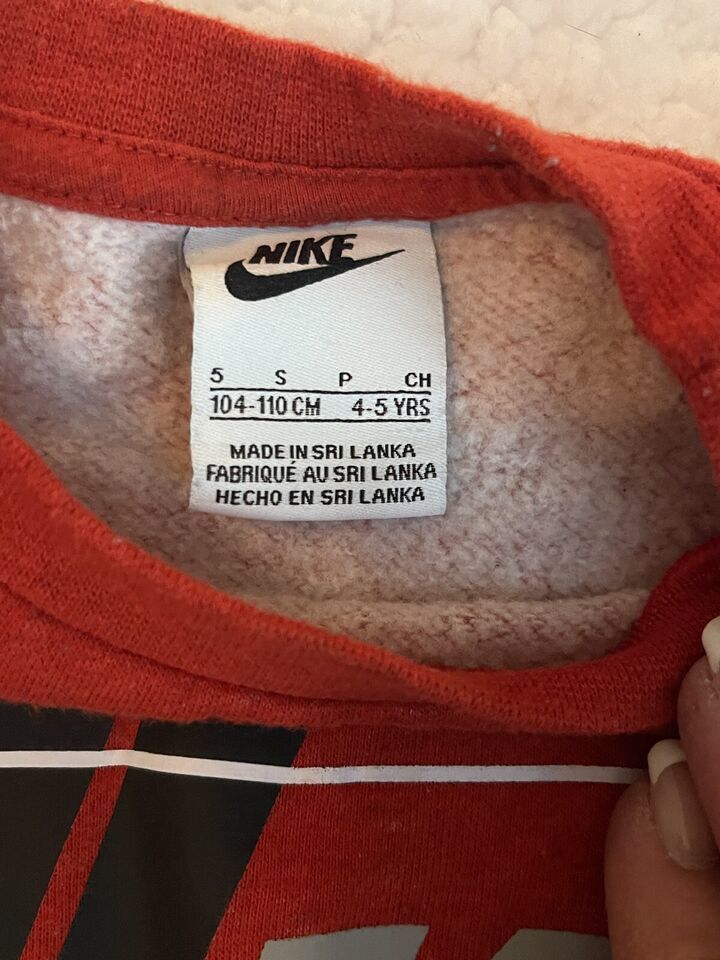 NIKE
5 S P CH
104-110 CM 4-5 YRS
MADE IN SRI LANKA
FABRIQUÉ AU SRI LANKA
HECHO EN SRI LANKA